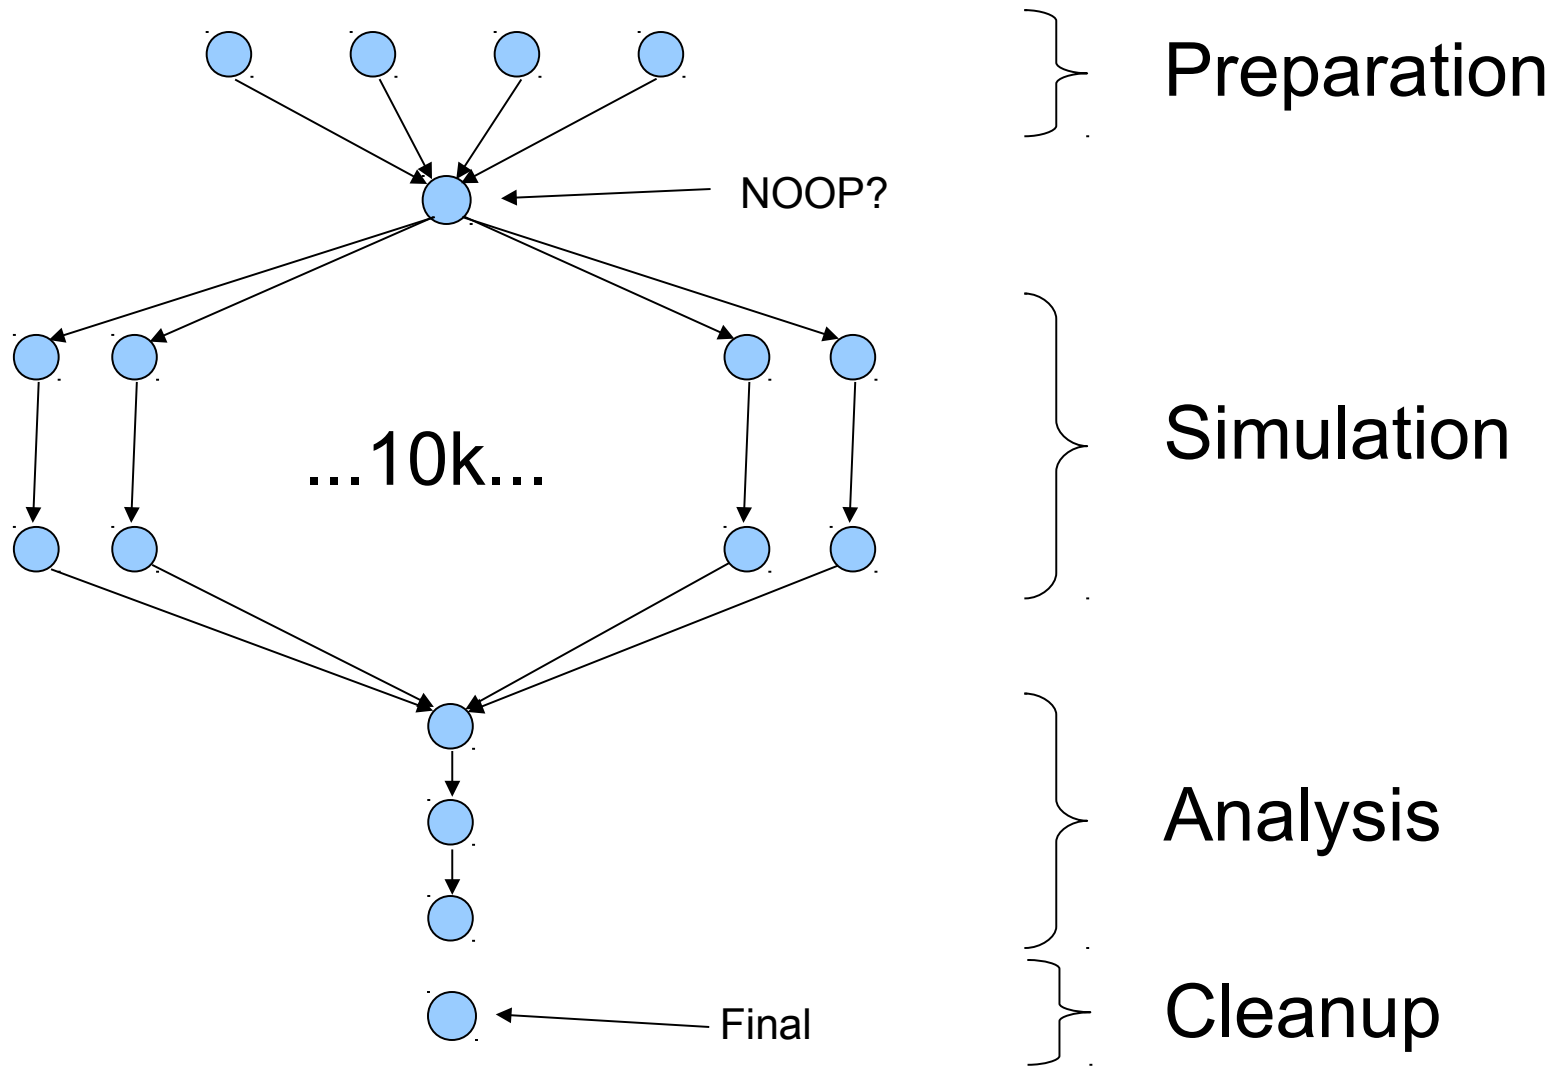 Preparation
NOOP?
Simulation
...10k...
Analysis
Cleanup
Final